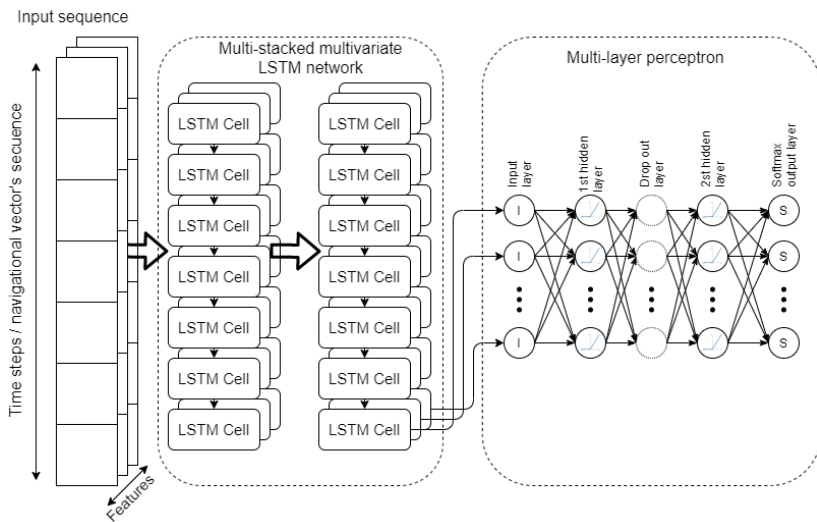 Input sequence
Time steps / navigational vector's secuence
Features
Multi-stacked multivariate
LSTM network
LSTM Cell
LSTM Cell
LSTM Cell
LSTM Cell
LSTM Cell
LSTM Cell
LSTM Cell
LSTM Cell
LSTM Cell
LSTM Cell
LSTM Cell
LSTM Cell
LSTM Cell
LSTM Cell
Multi-layer perceptron
Input
layer
1st hidden
layer
Drop out
layer
2st hidden
layer
Softmax
output layer
I
S
I
S
I
S